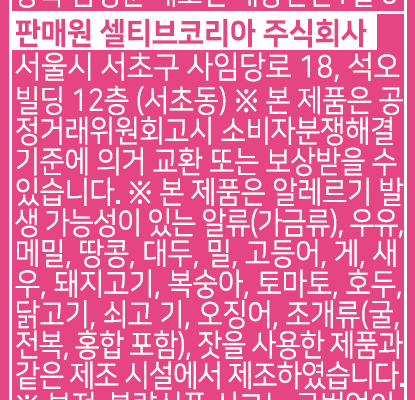 판매원 셀티브코리아 주식회사
서울시 서초구 사임당로 18, 석오
빌딩 12층 (서초동) ※ 본 제품은 공
정거래위원회고시 소비자분쟁해결
기준에 의거 교환 또는 보상받을 수
있습니다. ※ 본 제품은 알레르기 발
생 가능성이 있는 알류(가금류), 우유,
메밀, 땅콩, 대두, 밀, 고등어, 게, 새
우, 돼지고기, 복숭아, 토마토, 호두,
닭고기, 쇠고 기, 오징어, 조개류(굴,
전복, 홍합 포함), 잣을 사용한 제품과
같은 제조 시설에서 제조하였습니다.